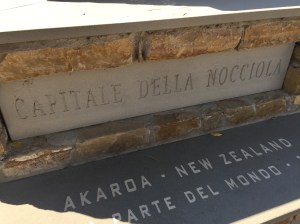 CAPITALE DELLA NOCCIOLA
AKAROA · NEW ZEALAND
PARTE DEL MONDO ·